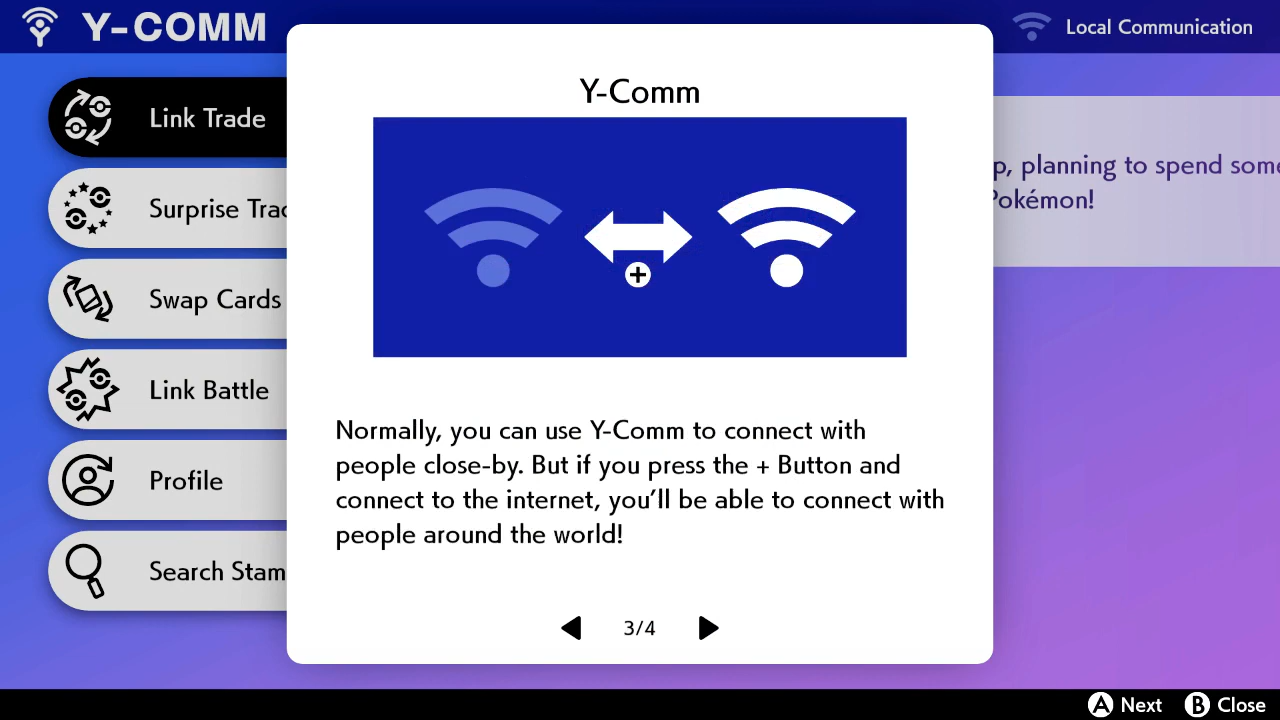 Y-COMM
Local Communication
Link Trade
Surprise
Swap Cards
Link Battle
Profile
Search
Y-Comm
Normally, you can use Y-Comm to connect with
people close-by. But if you press the + Button and
connect to the internet, you'll be able to connect with
people around the world!
3/4
planning to spend some
Pokémon!
A Next
B Close